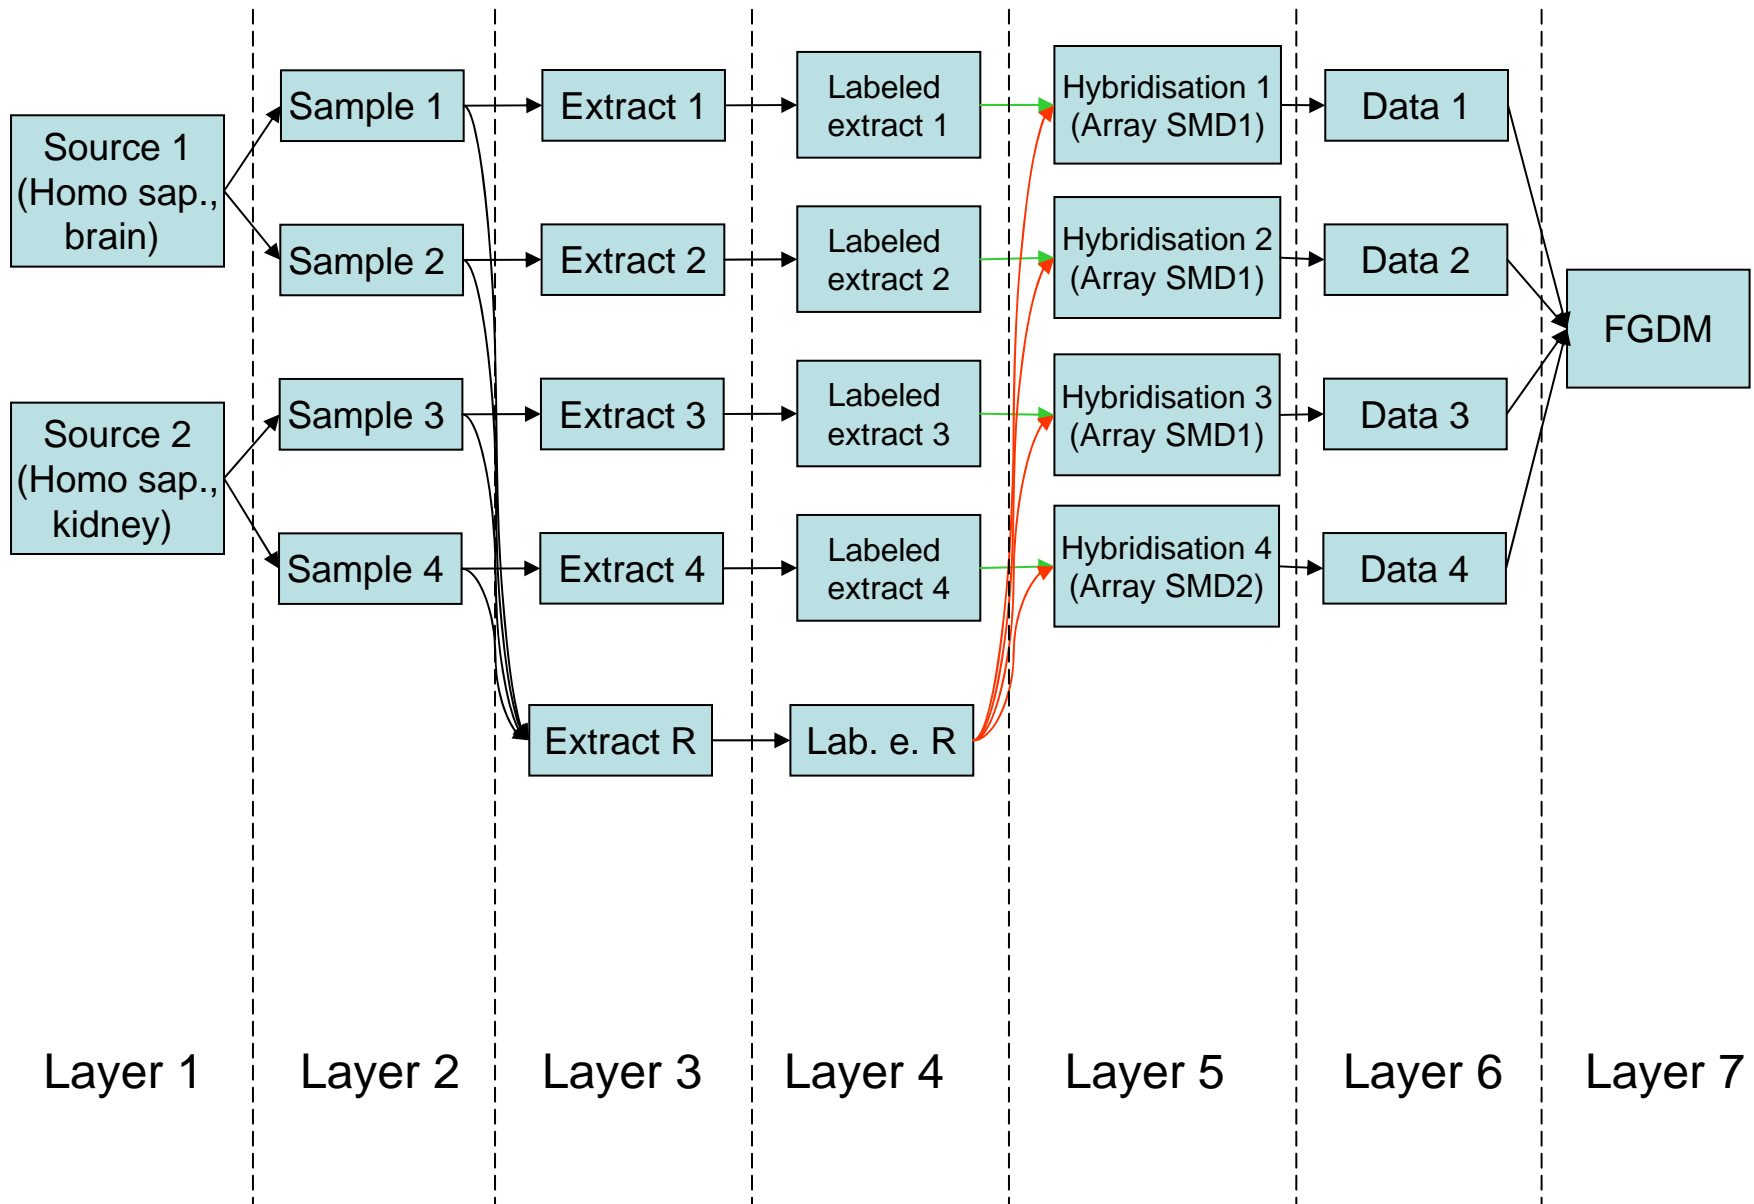 Source 1
(Homo sap.,
brain)
Source 2
(Homo sap.,
kidney)
Sample 1
Sample 2
Sample 3
Sample 4
Extract 1
Extract 2
Extract 3
Extract 4
Extract R
Labeled
extract 1
Labeled
extract 2
Labeled
extract 3
Labeled
extract 4
Lab. e. R
Hybridisation 1
(Array SMD1)
Hybridisation 2
(Array SMD1)
Hybridisation 3
(Array SMD1)
Hybridisation 4
(Array SMD2)
Data 1
Data 2
Data 3
Data 4
FGDM
Layer 1
Layer 2
Layer 3
Layer 4
Layer 5
Layer 6
Layer 7